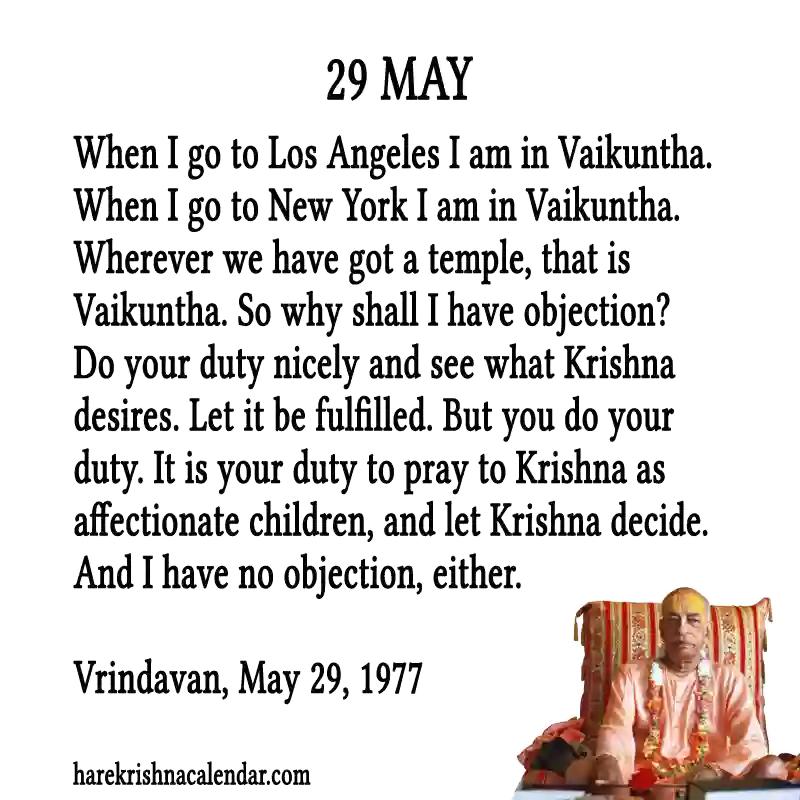 29 MAY
When I go to Los Angeles I am in Vaikuntha.
When I go to New York I am in Vaikuntha.
Wherever we have got a temple, that is
Vaikuntha. So why shall I have objection?
Do your duty nicely and see what Krishna
desires. Let it be fulfilled. But you do your
duty. It is your duty to pray to Krishna as
affectionate children, and let Krishna decide.
And I have no objection, either.
Vrindavan, May 29, 1977
harekrishnacalendar.com